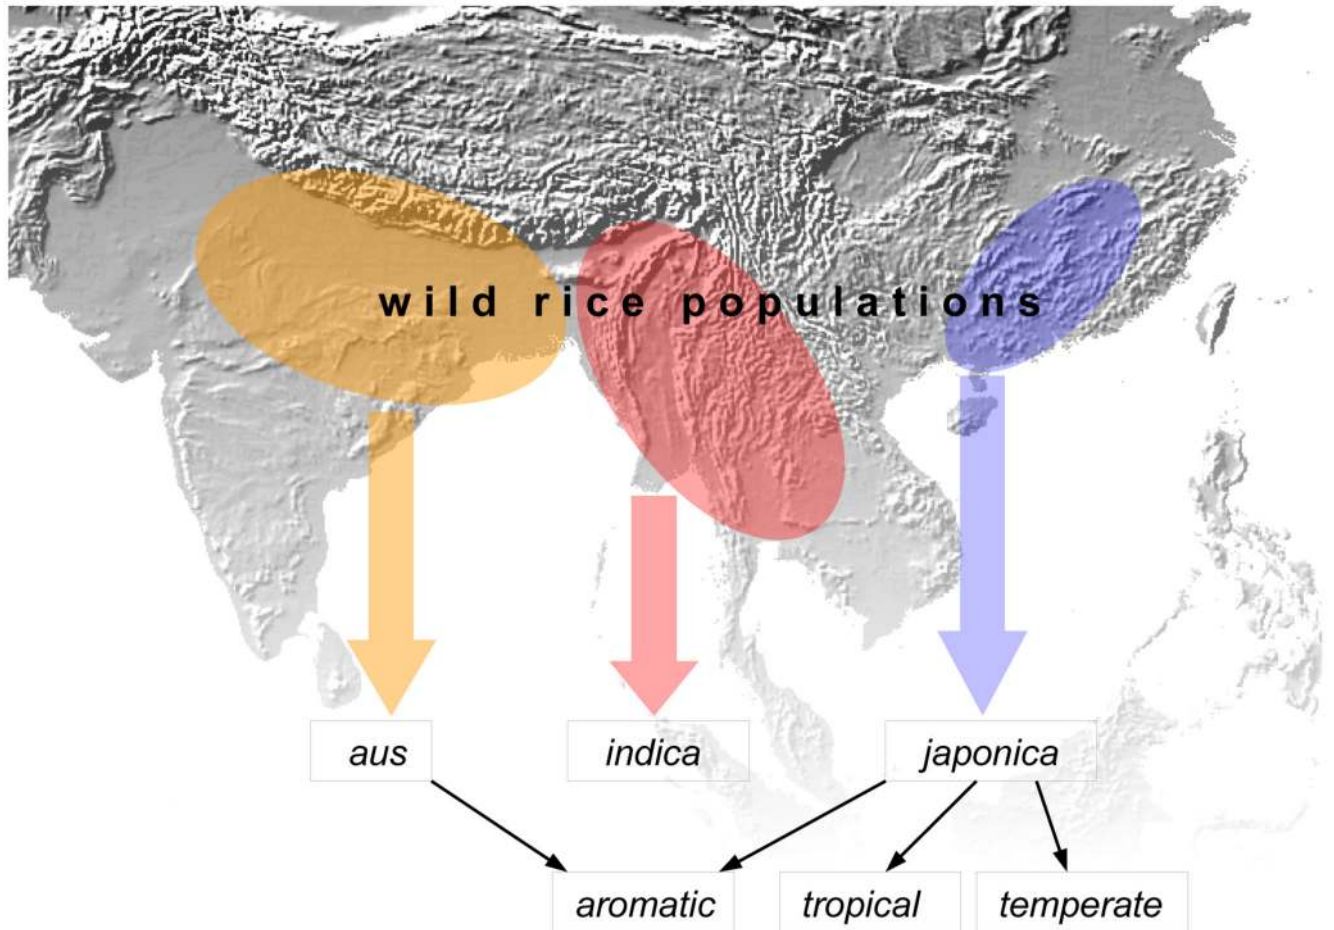 wild rice populations
aus
indica
japonica
aromatic
tropical
temperate